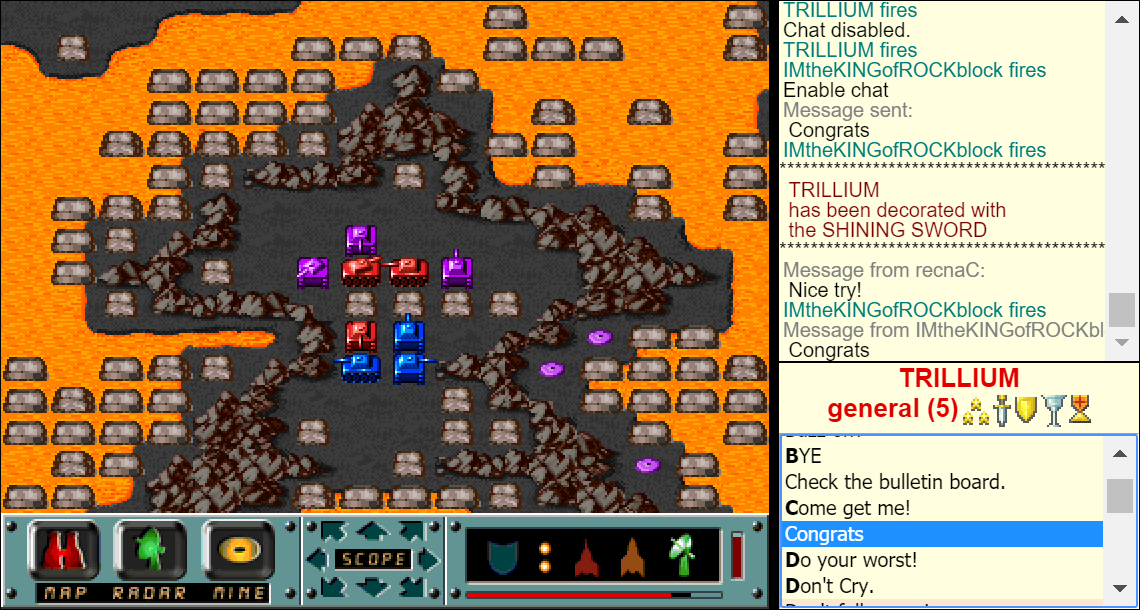 TRILLIUM fires
Chat disabled.
TRILLIUM fires
IMtheKINGofROCKblock fires
Enable chat
Message sent:
Congrats
IMtheKINGofROCKblock fires
******************************************
TRILLIUM
has been decorated with
the SHINING SWORD
******************************************
Message from recnaC:
Nice try!
IMtheKINGofROCKblock fires
Message from IMtheKINGofROCKbl
Congrats
TRILLIUM
general (5)
BYE
Check the bulletin board.
Come get me!
Congrats
Do your worst!
Don't Cry.
MAP RADAR MINE
SCOPE